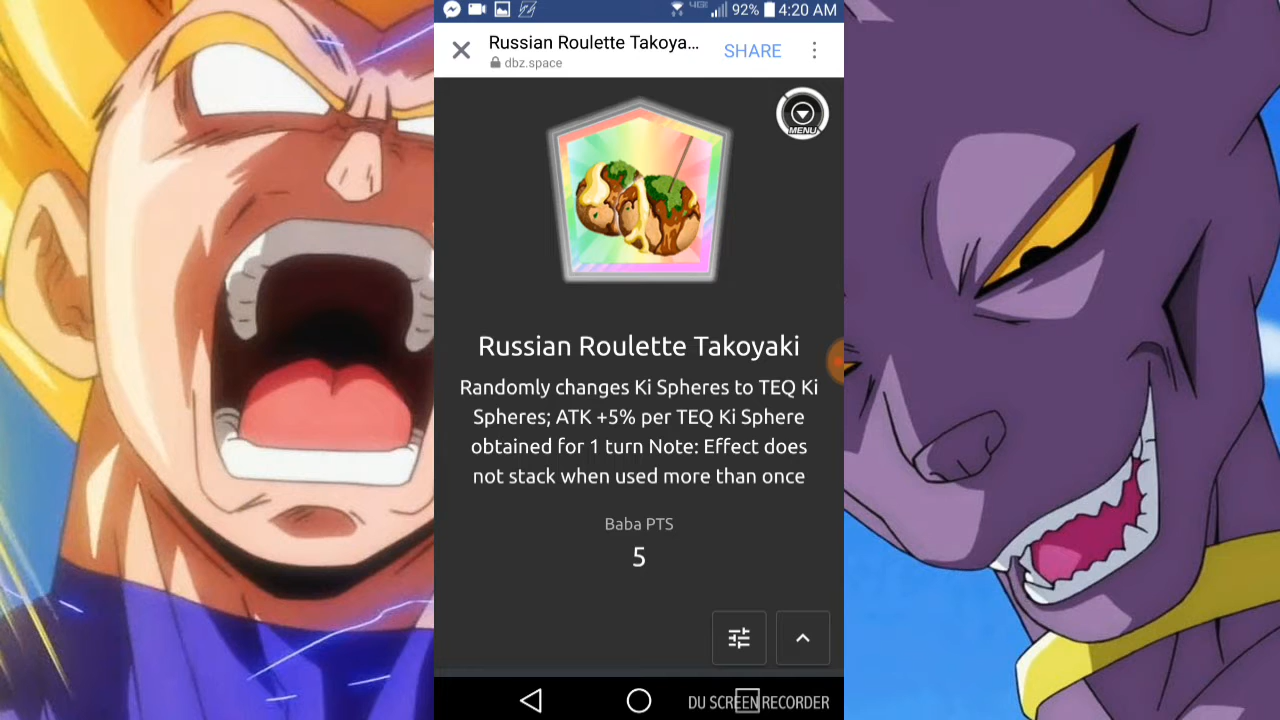 92% 4:20 AM
Russian Roulette Takoya... SHARE
dbz.space
MENU
Russian Roulette Takoyaki
Randomly changes Ki Spheres to TEQ Ki
Spheres; ATK +5% per TEQ Ki Sphere
obtained for 1 turn Note: Effect does
not stack when used more than once
Baba PTS
5
DU SCREEN RECORDER